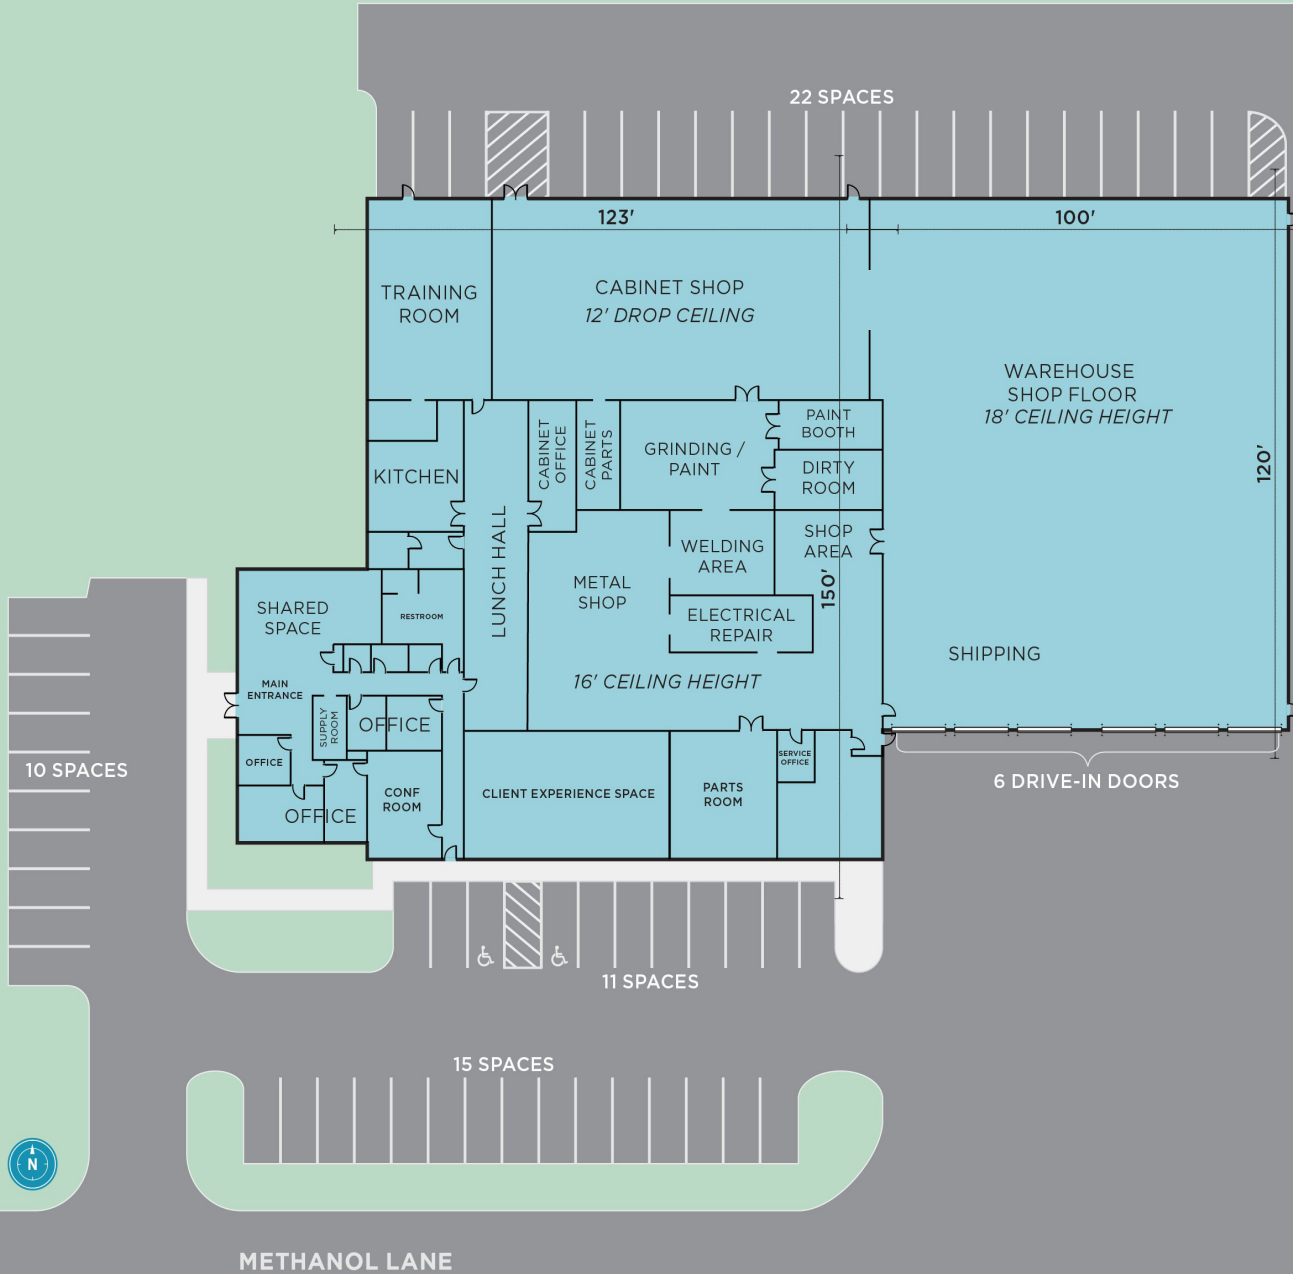 22 SPACES
123'
100'
TRAINING
ROOM
CABINET SHOP
12' DROP CEILING
WAREHOUSE
SHOP FLOOR
18' CEILING HEIGHT
120'
KITCHEN
CABINET
OFFICE
CABINET
PARTS
GRINDING /
PAINT
PAINT
BOOTH
DIRTY
ROOM
LUNCH HALL
METAL
SHOP
WELDING
AREA
SHOP
AREA
150'
ELECTRICAL
REPAIR
SHARED
SPACE
RESTROOM
SHIPPING
16' CEILING HEIGHT
MAIN
ENTRANCE
SUPPLY
ROOM
OFFICE
OFFICE
OFFICE
CONF
ROOM
CLIENT EXPERIENCE SPACE
PARTS
ROOM
SERVICE
OFFICE
10 SPACES
6 DRIVE-IN DOORS
11 SPACES
15 SPACES
N
METHANOL LANE